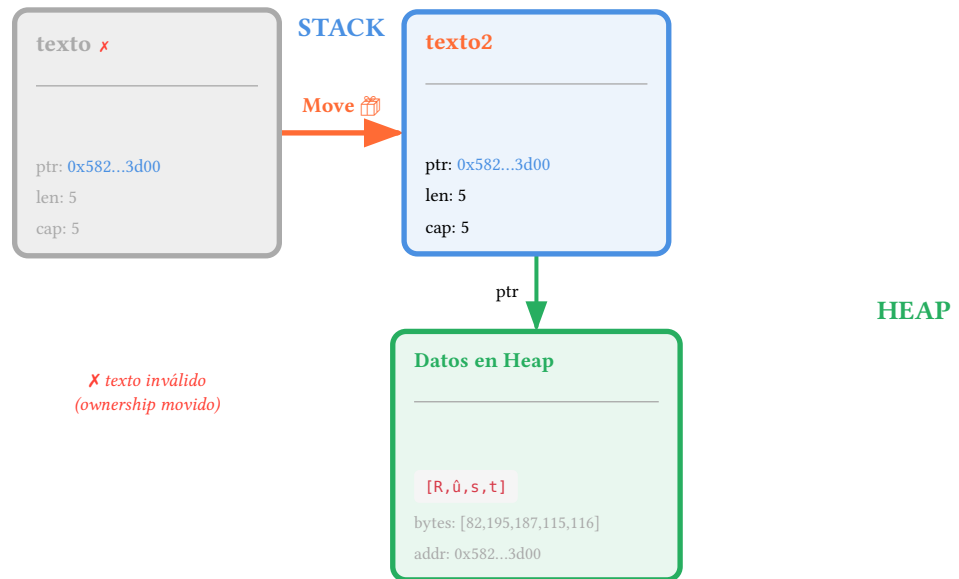 STACK
texto ✗
ptr: 0x582...3d00
len: 5
cap: 5
Move 🎁
texto2
ptr: 0x582...3d00
len: 5
cap: 5
ptr
HEAP
✗ texto inválido
(ownership movido)
Datos en Heap
[R,û,s,t]
bytes: [82,195,187,115,116]
addr: 0x582...3d00